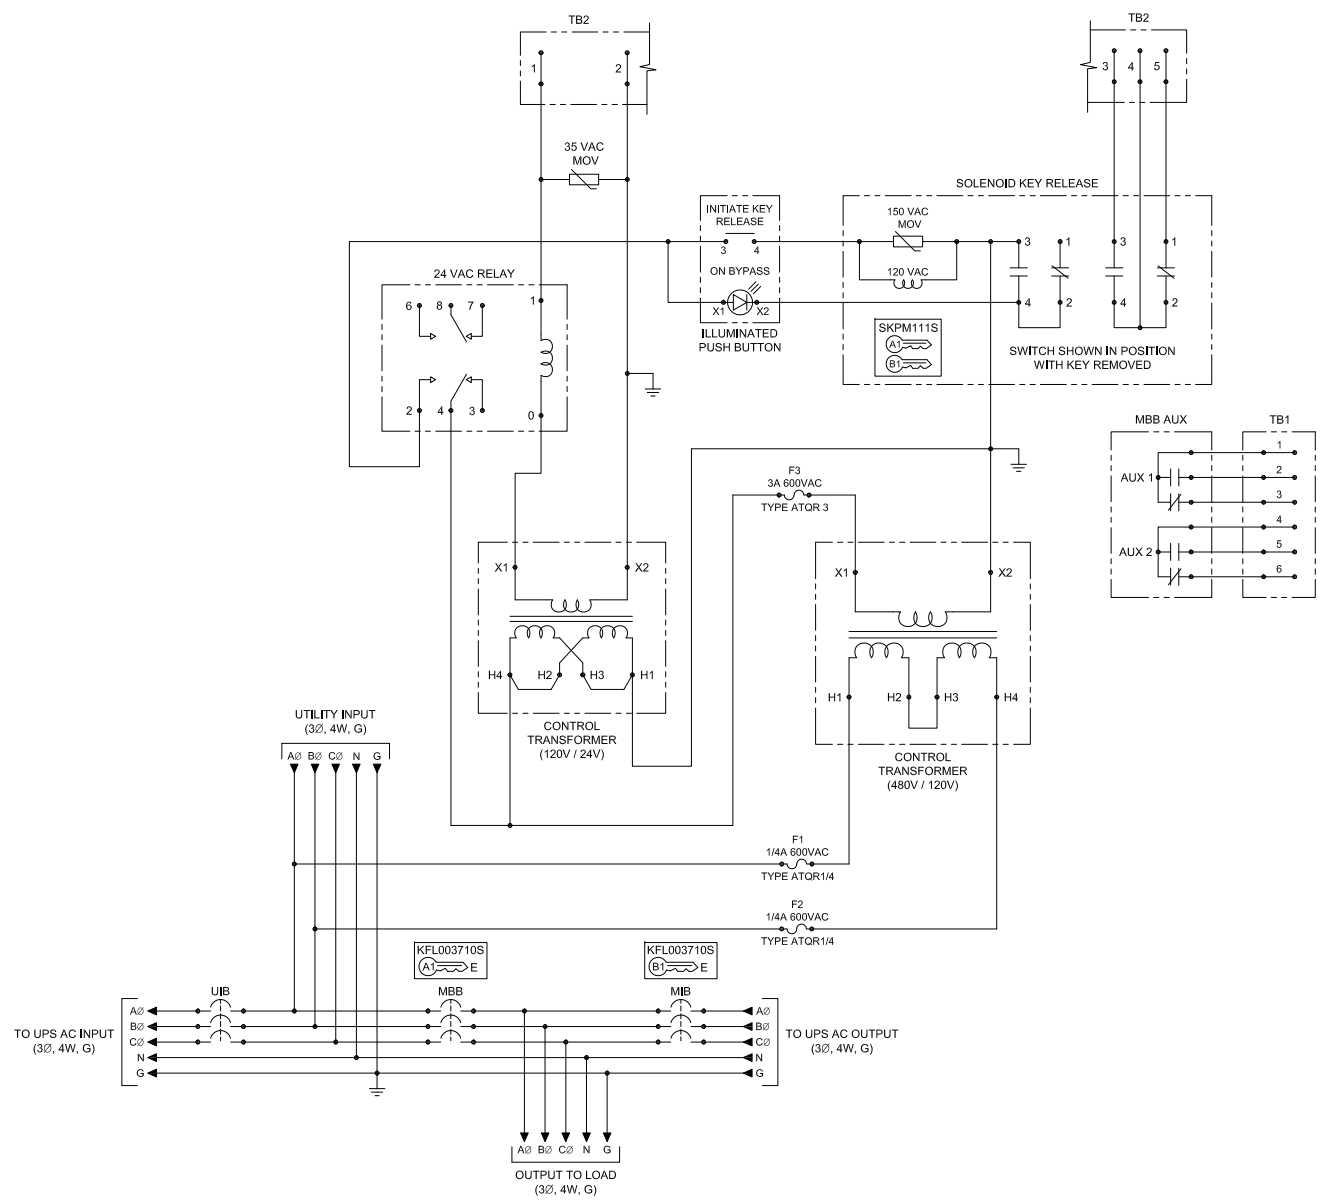 TB2
1
2
TB2
3
4
5
35 VAC
MOV
SOLENOID KEY RELEASE
INITIATE KEY
RELEASE
3
4
ON BYPASS
X1
X2
ILLUMINATED
PUSH BUTTON
150 VAC
MOV
120 VAC
3
1
3
1
4
2
4
2
SKPM111S
A1
B1
SWITCH SHOWN IN POSITION
WITH KEY REMOVED
24 VAC RELAY
6
8
7
1
2
4
3
0
MBB AUX
TB1
AUX 1
1
2
3
AUX 2
4
5
6
F3
3A 600VAC
TYPE ATQR 3
X1
X2
H4
H2
H3
H1
CONTROL
TRANSFORMER
(120V / 24V)
X1
X2
H1
H2
H3
H4
CONTROL
TRANSFORMER
(480V / 120V)
UTILITY INPUT
(3Ø, 4W, G)
AØ BØ CØ N G
F1
1/4A 600VAC
TYPE ATQR1/4
F2
1/4A 600VAC
TYPE ATQR1/4
KFL003710S
A1 E
KFL003710S
B1 E
UIB
MBB
MIB
TO UPS AC INPUT
(3Ø, 4W, G)
AØ
BØ
CØ
N
G
AØ
BØ
CØ
N
G
TO UPS AC OUTPUT
(3Ø, 4W, G)
AØ BØ CØ N G
OUTPUT TO LOAD
(3Ø, 4W, G)